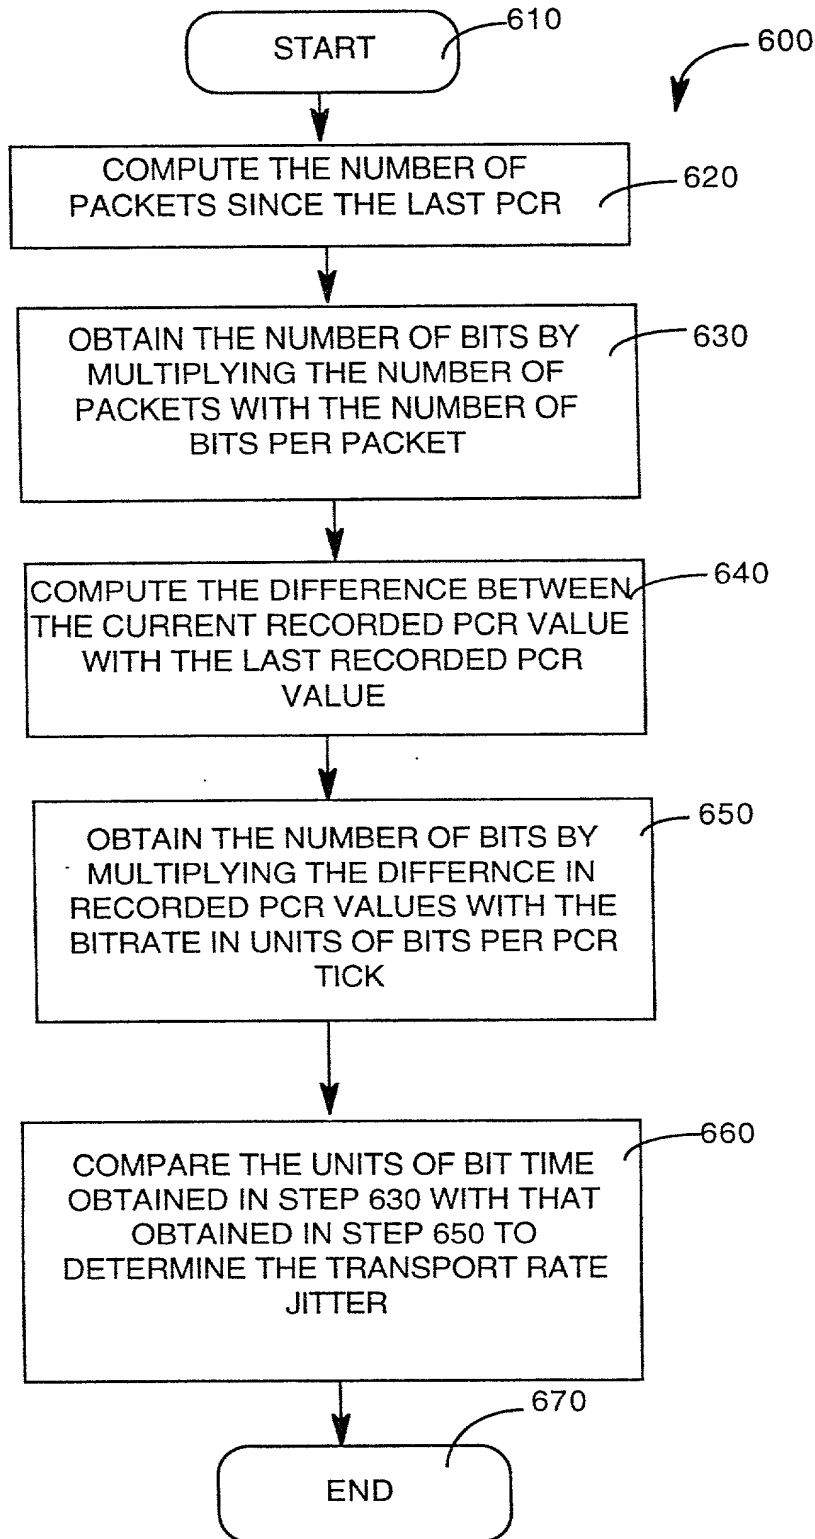 START
610
600
COMPUTE THE NUMBER OF
PACKETS SINCE THE LAST PCR
620
OBTAIN THE NUMBER OF BITS BY
MULTIPLYING THE NUMBER OF
PACKETS WITH THE NUMBER OF
BITS PER PACKET
630
COMPUTE THE DIFFERENCE BETWEEN
THE CURRENT RECORDED PCR VALUE
WITH THE LAST RECORDED PCR
VALUE
640
OBTAIN THE NUMBER OF BITS BY
MULTIPLYING THE DIFFERNCE IN
RECORDED PCR VALUES WITH THE
BITRATE IN UNITS OF BITS PER PCR
TICK
650
COMPARE THE UNITS OF BIT TIME
OBTAINED IN STEP 630 WITH THAT
OBTAINED IN STEP 650 TO
DETERMINE THE TRANSPORT RATE
JITTER
660
END
670